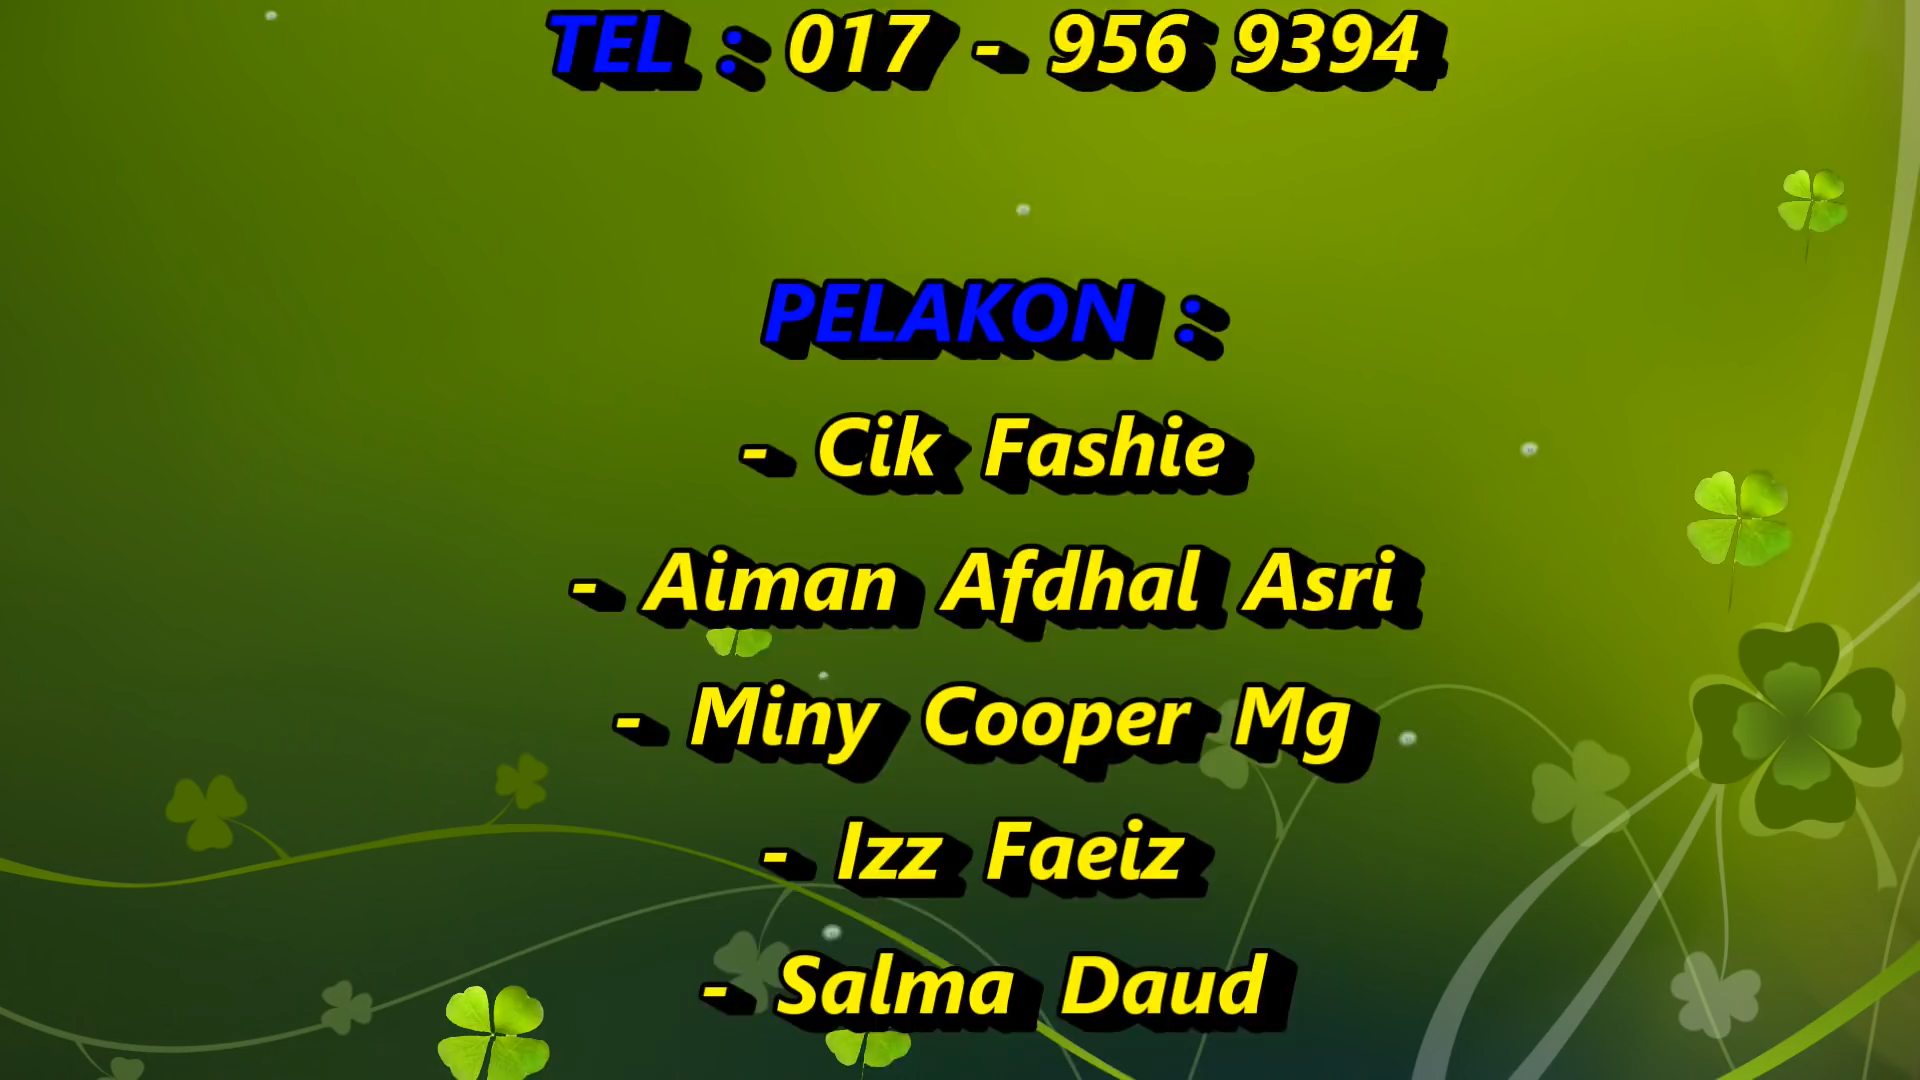 TEL : 017 - 956 9394
PELAKON :
- Cik Fashie
- Aiman Afdhal Asri
- Miny Cooper Mg
- Izz Faeiz
- Salma Daud